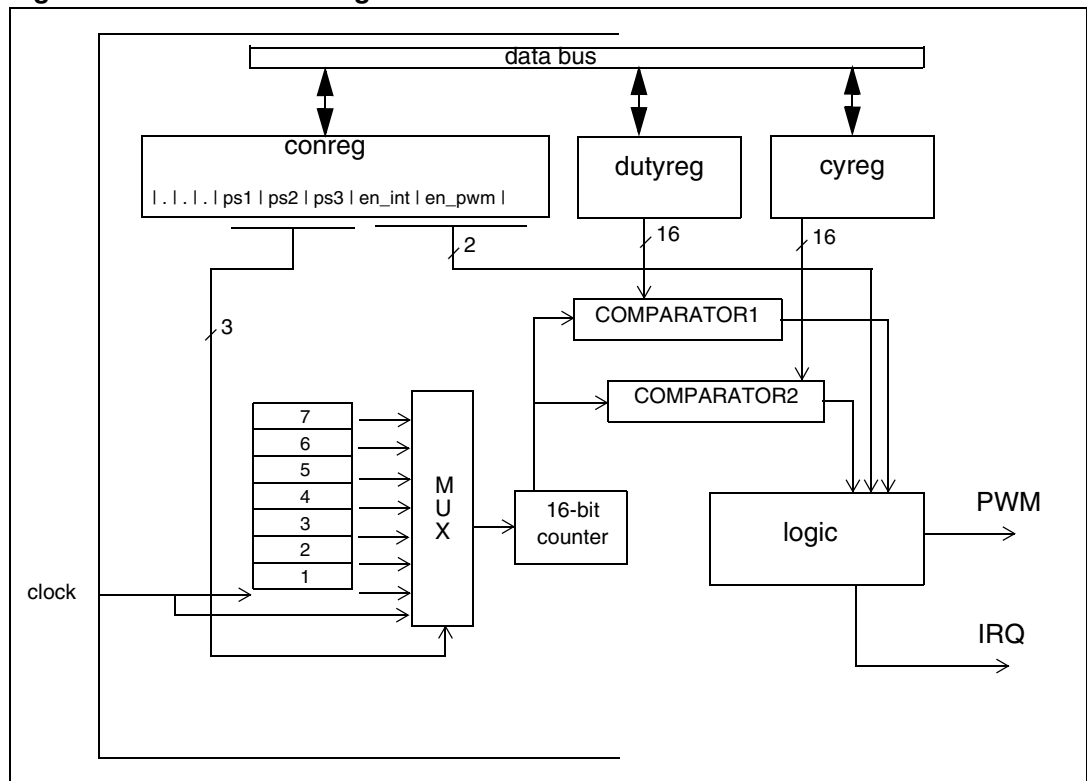 data bus
conreg
| . | . | . | ps1 | ps2 | ps3 | en_int | en_pwm |
dutyreg
cyreg
16
16
2
3
COMPARATOR1
COMPARATOR2
7
6
5
4
3
2
1
M
U
X
16-bit
counter
logic
PWM
IRQ
clock